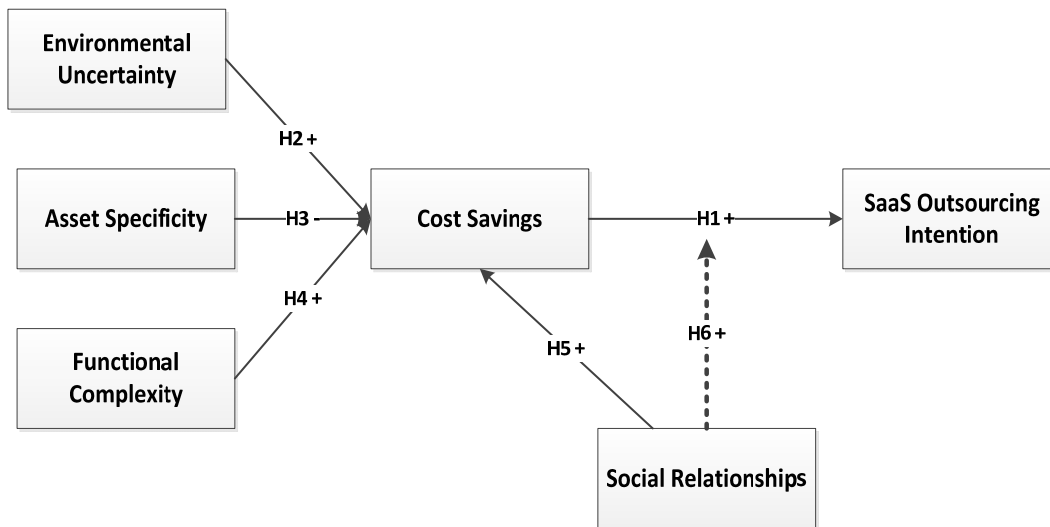 Environmental
Uncertainty
H2 +
Asset Specificity
H3 -
Cost Savings
H1 +
SaaS Outsourcing
Intention
H4 +
Functional
Complexity
H5 +
H6 +
Social Relationships